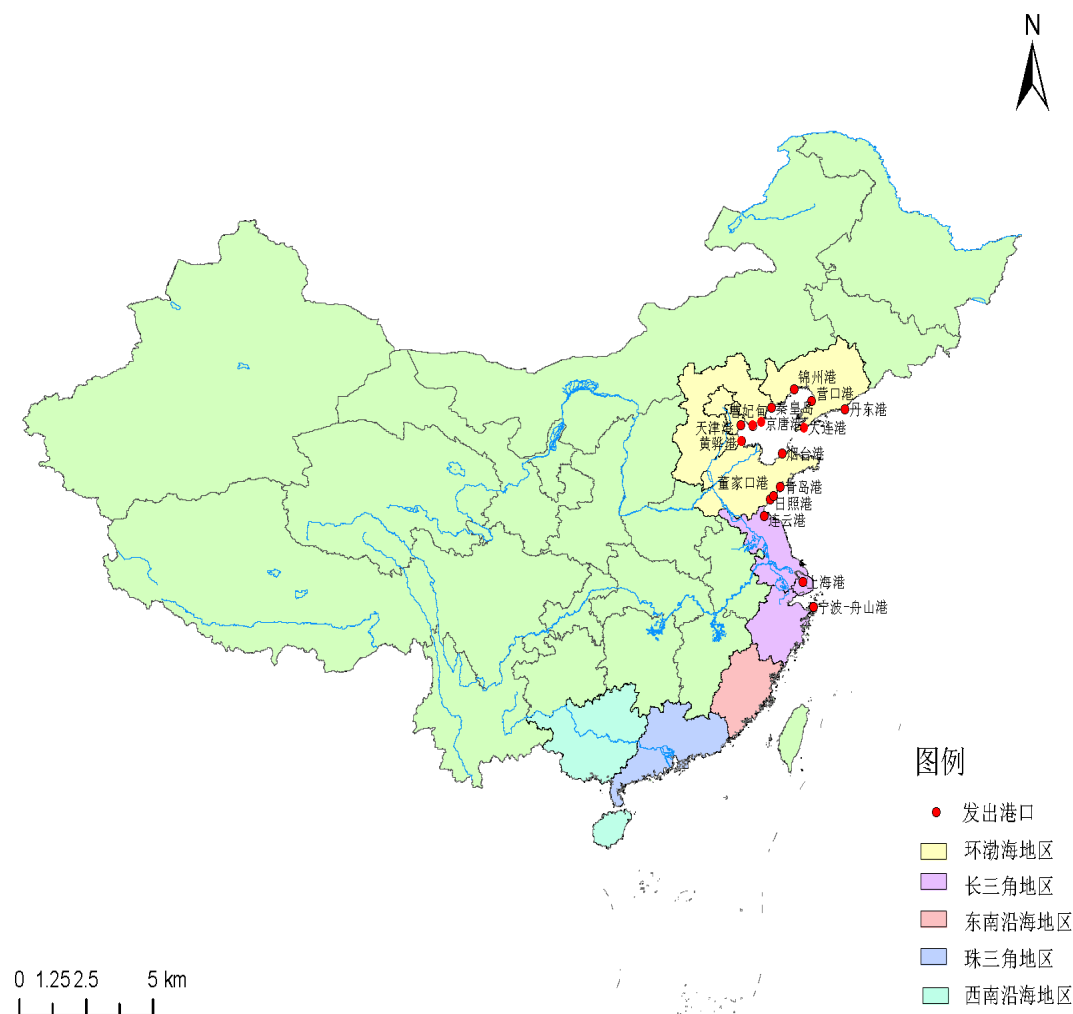 N
锦州港
营口港
曹妃甸
秦皇岛
丹东港
天津港
京唐港
大连港
黄骅港
烟台港
董家口港
青岛港
日照港
连云港
上海港
宁波-舟山港
图例
发出港口
环渤海地区
长三角地区
东南沿海地区
珠三角地区
西南沿海地区
0 1.25 2.5 5 km